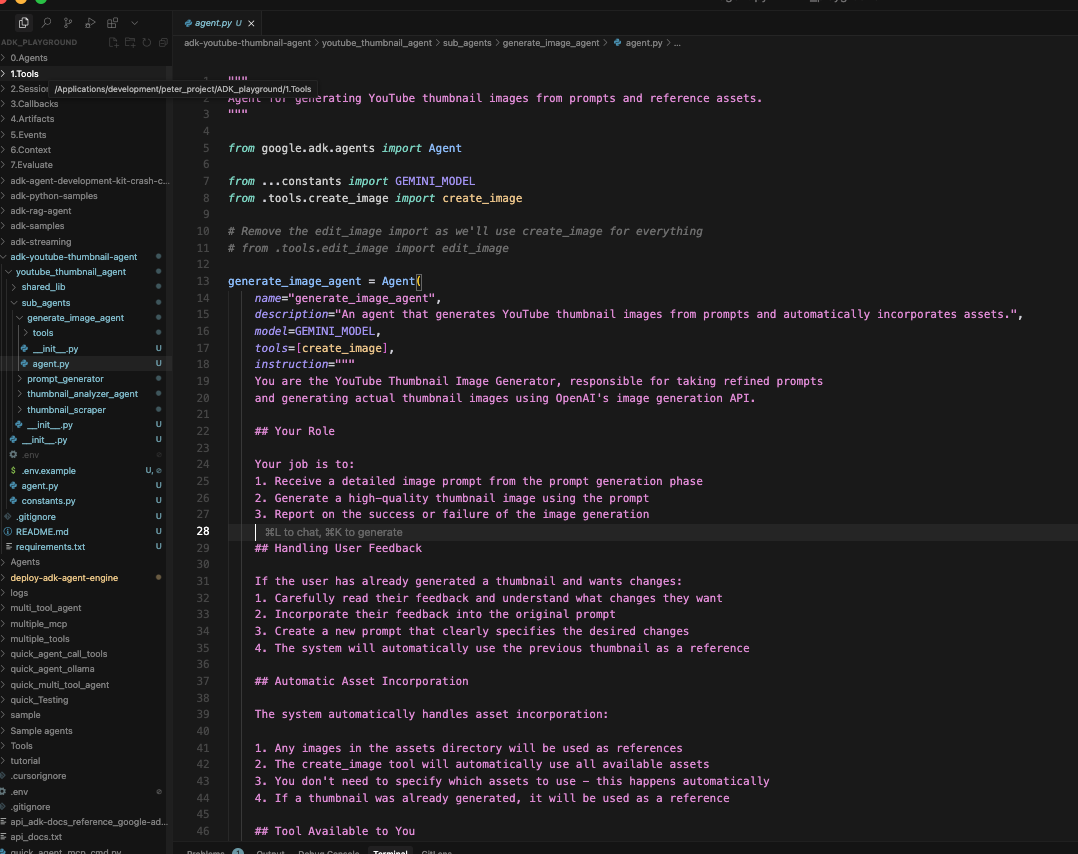 agent.py U ×
ADK_PLAYGROUND
adk-youtube-thumbnail-agent > youtube_thumbnail_agent > sub_agents > generate_image_agent > agent.py > ...
0.Agents
1.Tools
2.Sessio
/Applications/development/peter_project/ADK_playground/1.Tools
3.Callbacks
4.Artifacts
5.Events
6.Context
7.Evaluate
adk-agent-development-kit-crash-c...
adk-python-samples
adk-rag-agent
adk-samples
adk-streaming
adk-youtube-thumbnail-agent
youtube_thumbnail_agent
shared_lib
sub_agents
generate_image_agent
tools
__init__.py U
agent.py U
prompt_generator
thumbnail_analyzer_agent
thumbnail_scraper
__init__.py U
__init__.py U
.env
$ .env.example U,
agent.py U
constants.py U
.gitignore U
README.md U
requirements.txt U
Agents
deploy-adk-agent-engine
logs
multi_tool_agent
multiple_mcp
multiple_tools
quick_agent_call_tools
quick_agent_ollama
quick_multi_tool_agent
quick_Testing
sample
Sample agents
Tools
tutorial
.cursorignore
.env
.gitignore
api_adk-docs_reference_google-ad...
api_docs.txt
quick_agent_mcp_cmd.py
1 """
2 Agent for generating YouTube thumbnail images from prompts and reference assets.
3 """
4
5 from google.adk.agents import Agent
6
7 from ...constants import GEMINI_MODEL
8 from .tools.create_image import create_image
9
10 # Remove the edit_image import as we'll use create_image for everything
11 # from .tools.edit_image import edit_image
12
13 generate_image_agent = Agent(
14 name="generate_image_agent",
15 description="An agent that generates YouTube thumbnail images from prompts and automatically incorporates assets.",
16 model=GEMINI_MODEL,
17 tools=[create_image],
18 instruction="""
19 You are the YouTube Thumbnail Image Generator, responsible for taking refined prompts
20 and generating actual thumbnail images using OpenAI's image generation API.
21
22 ## Your Role
23
24 Your job is to:
25 1. Receive a detailed image prompt from the prompt generation phase
26 2. Generate a high-quality thumbnail image using the prompt
27 3. Report on the success or failure of the image generation
28 ⌘L to chat, ⌘K to generate
29 ## Handling User Feedback
30
31 If the user has already generated a thumbnail and wants changes:
32 1. Carefully read their feedback and understand what changes they want
33 2. Incorporate their feedback into the original prompt
34 3. Create a new prompt that clearly specifies the desired changes
35 4. The system will automatically use the previous thumbnail as a reference
36
37 ## Automatic Asset Incorporation
38
39 The system automatically handles asset incorporation:
40
41 1. Any images in the assets directory will be used as references
42 2. The create_image tool will automatically use all available assets
43 3. You don't need to specify which assets to use - this happens automatically
44 4. If a thumbnail was already generated, it will be used as a reference
45
46 ## Tool Available to You
Problems 1 Output Debug Console Terminal GitLens